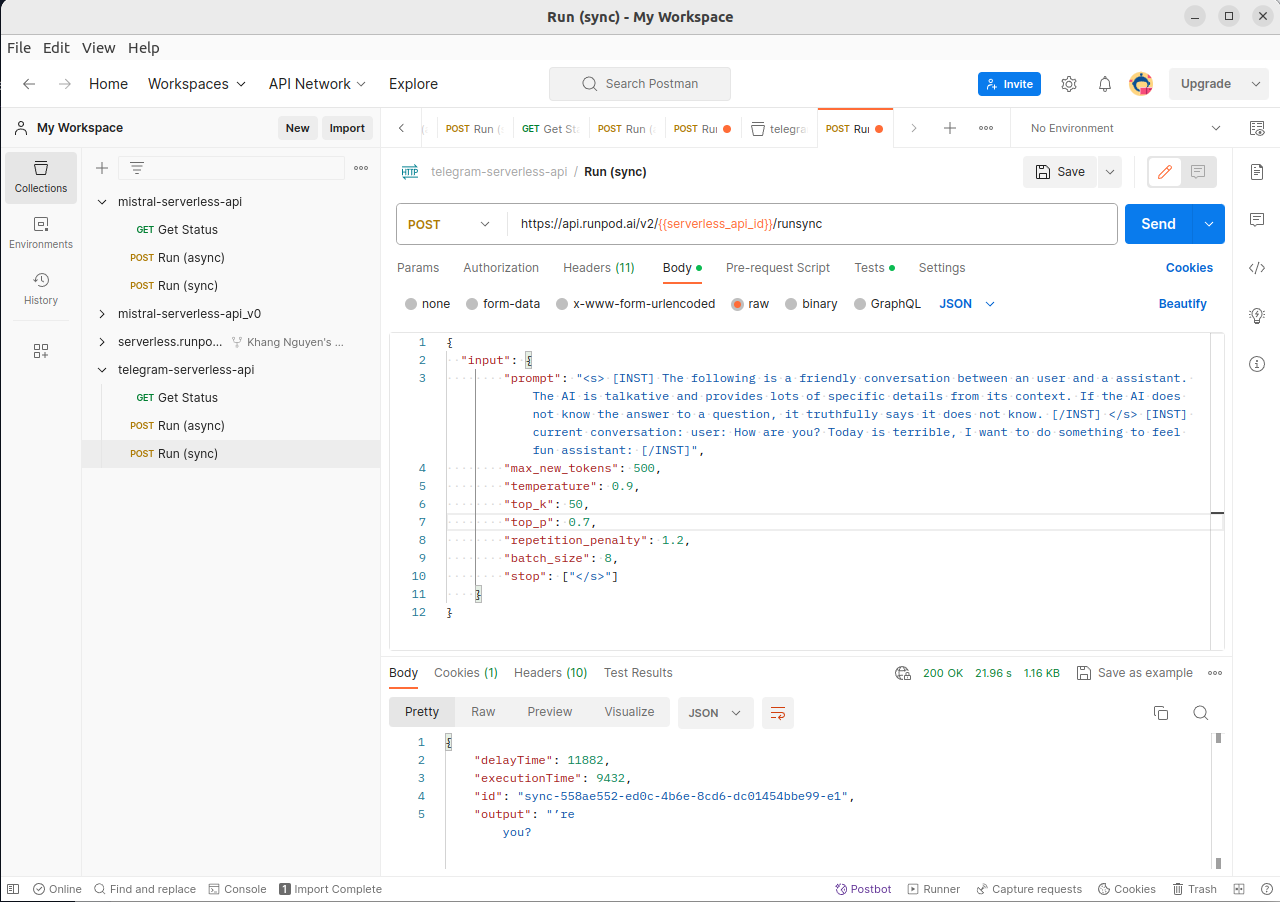 Run (sync) - My Workspace
File Edit View Help
Home Workspaces API Network Explore Search Postman Invite Upgrade
My Workspace New Import
POST Run GET Get St POST Run POST Ru telegra POST Ru No Environment
Collections
Environments
History
mistral-serverless-api
GET Get Status
POST Run (async)
POST Run (sync)
mistral-serverless-api_v0
serverless.runpo... Khang Nguyen's ...
telegram-serverless-api
GET Get Status
POST Run (async)
POST Run (sync)
HTTP telegram-serverless-api / Run (sync) Save
POST https://api.runpod.ai/v2/{{serverless_api_id}}/runsync Send
Params Authorization Headers (11) Body Pre-request Script Tests Settings Cookies
none form-data x-www-form-urlencoded raw binary GraphQL JSON Beautify
1 {
2 "input": {
3 "prompt": "<s> [INST] The following is a friendly conversation between an user and a assistant.
The AI is talkative and provides lots of specific details from its context. If the AI does
not know the answer to a question, it truthfully says it does not know. [/INST] </s> [INST]
current conversation: user: How are you? Today is terrible, I want to do something to feel
fun assistant: [/INST]",
4 "max_new_tokens": 500,
5 "temperature": 0.9,
6 "top_k": 50,
7 "top_p": 0.7,
8 "repetition_penalty": 1.2,
9 "batch_size": 8,
10 "stop": ["</s>"]
11 }
12 }
Body Cookies (1) Headers (10) Test Results 200 OK 21.96 s 1.16 KB Save as example
Pretty Raw Preview Visualize JSON
1 {
2 "delayTime": 11882,
3 "executionTime": 9432,
4 "id": "sync-558ae552-ed0c-4b6e-8cd6-dc01454bbe99-e1",
5 "output": "’re
you?
Online Find and replace Console 1 Import Complete Postbot Runner Capture requests Cookies Trash